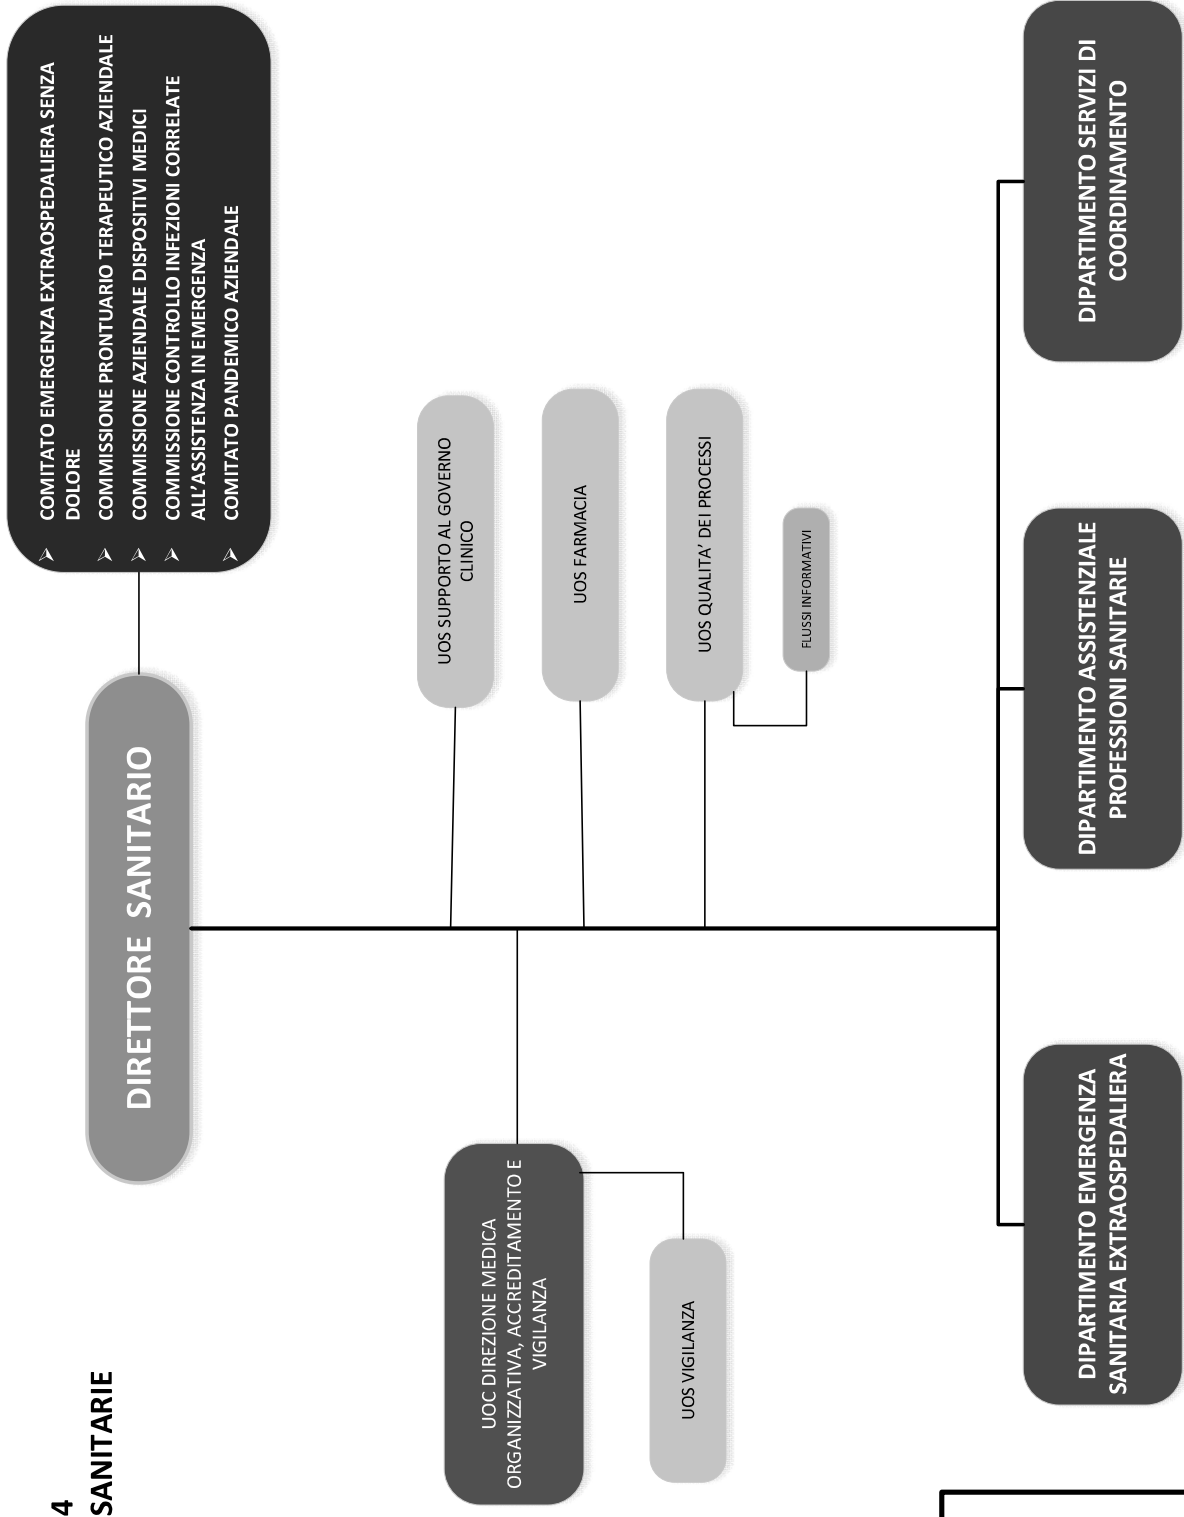 4
SANITARIE
DIRETTORE SANITARIO
➢ COMITATO EMERGENZA EXTRAOSPEDALIERA SENZA
DOLORE
➢ COMMISSIONE PRONTUARIO TERAPEUTICO AZIENDALE
➢ COMMISSIONE AZIENDALE DISPOSITIVI MEDICI
➢ COMMISSIONE CONTROLLO INFEZIONI CORRELATE
ALL’ASSISTENZA IN EMERGENZA
➢ COMITATO PANDEMICO AZIENDALE
UOC DIREZIONE MEDICA
ORGANIZZATIVA, ACCREDITAMENTO E
VIGILANZA
UOS VIGILANZA
UOS SUPPORTO AL GOVERNO
CLINICO
UOS FARMACIA
UOS QUALITA’ DEI PROCESSI
FLUSSI INFORMATIVI
DIPARTIMENTO EMERGENZA
SANITARIA EXTRAOSPEDALIERA
DIPARTIMENTO ASSISTENZIALE
PROFESSIONI SANITARIE
DIPARTIMENTO SERVIZI DI
COORDINAMENTO